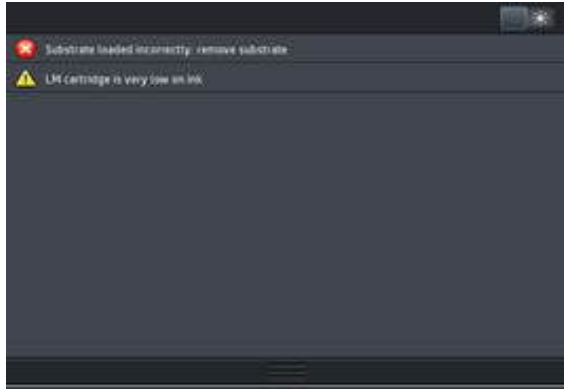 Substrate loaded incorrectly: remove substrate
LM cartridge is very low on ink